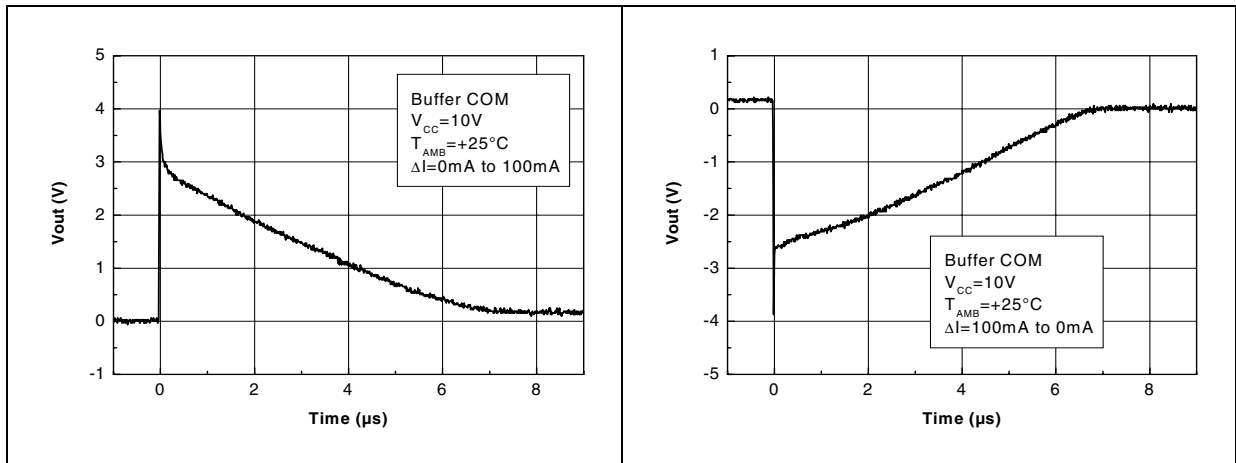 5
4
3
2
1
0
-1
Vout (V)
Buffer COM
V_CC=10V
T_AMB=+25°C
ΔI=0mA to 100mA
0 2 4 6 8
Time (µs)
1
0
-1
-2
-3
-4
-5
Vout (V)
Buffer COM
V_CC=10V
T_AMB=+25°C
ΔI=100mA to 0mA
0 2 4 6 8
Time (µs)